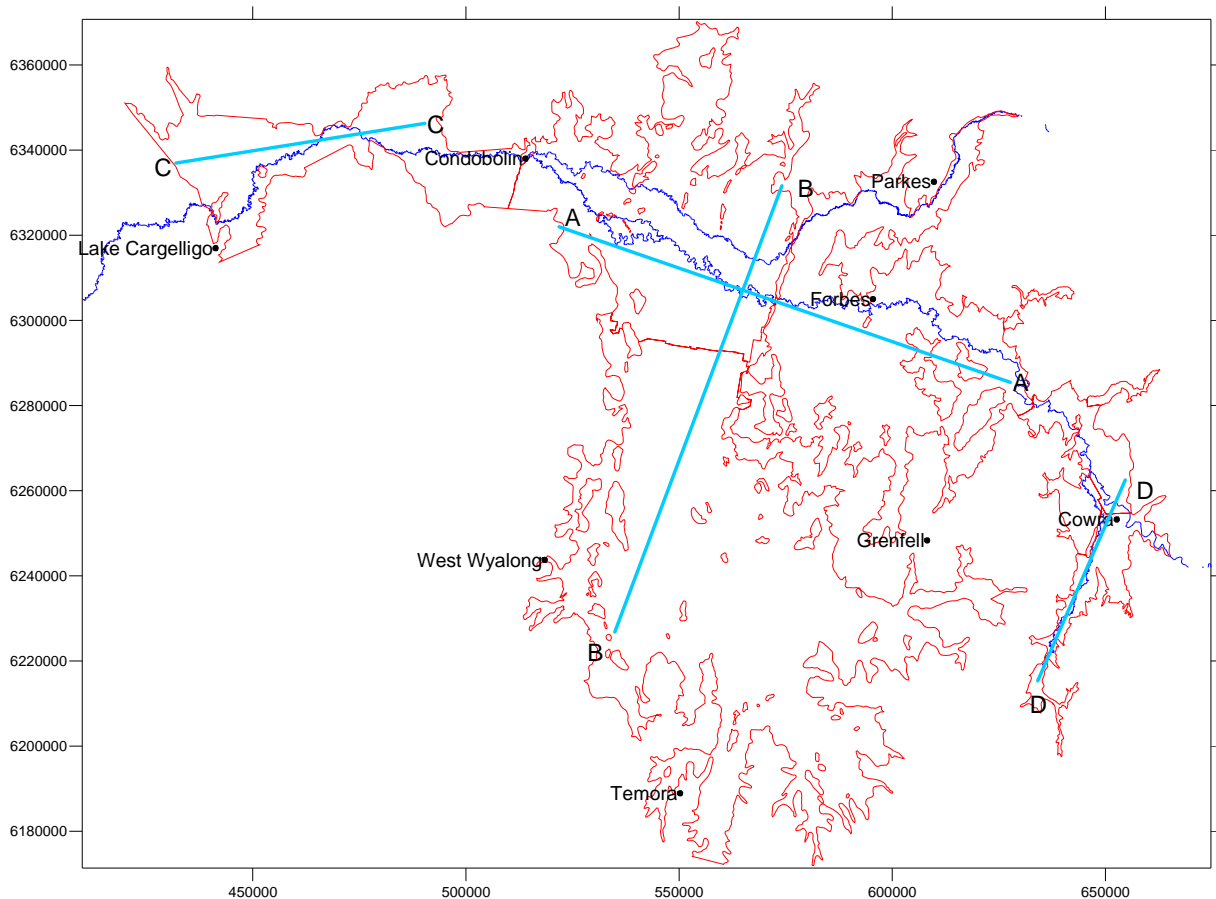 6360000
C
6340000
Condobolin
C
Parkes
B
A
6320000
Lake Cargelligo
6300000
Forbes
A
6280000
6260000
D
Cowra
Grenfell
West Wyalong
6240000
B
6220000
D
6200000
Temora
6180000
450000 500000 550000 600000 650000